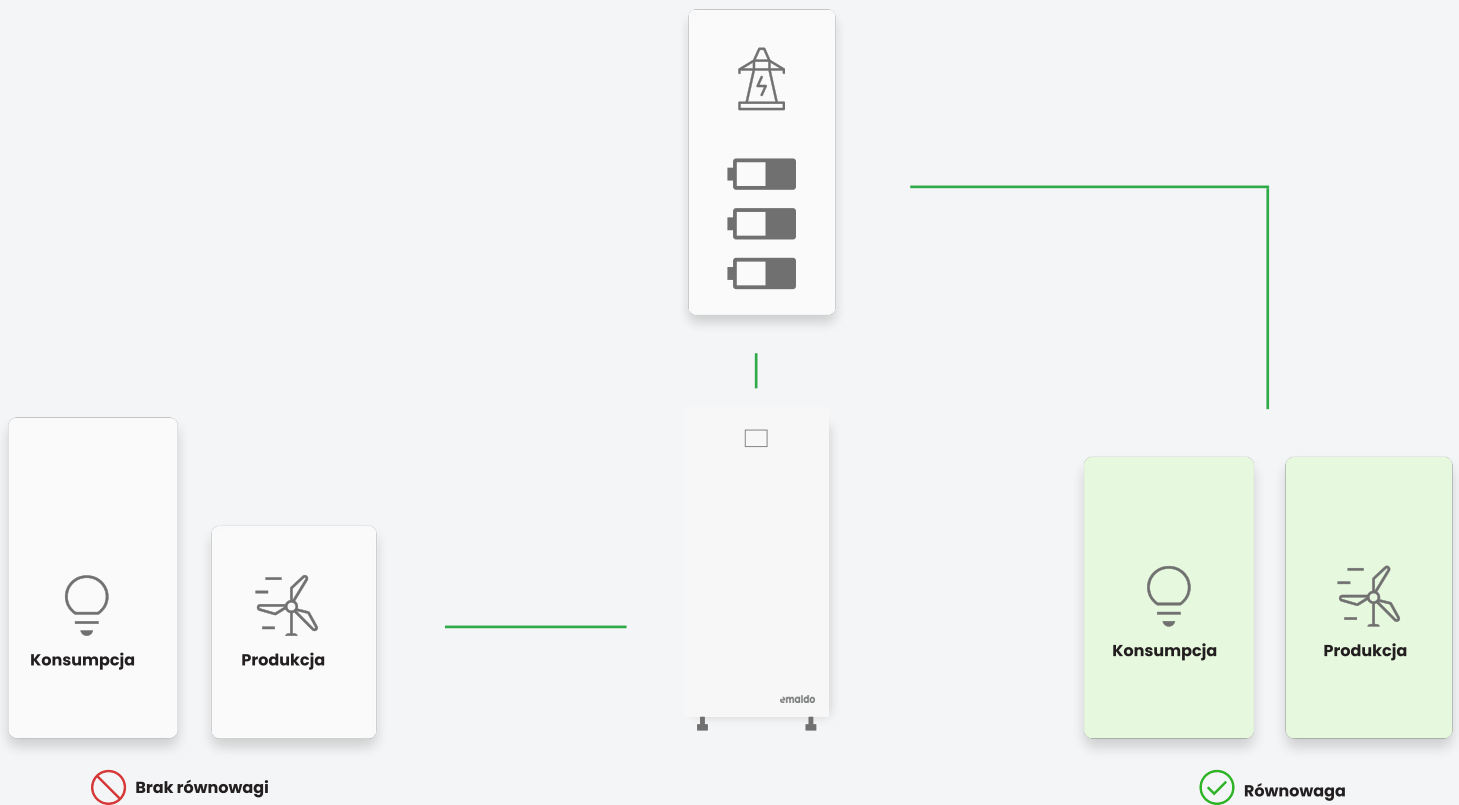 Konsumpcja
Produkcja
Brak równowagi
emaldo
Konsumpcja
Produkcja
Równowaga